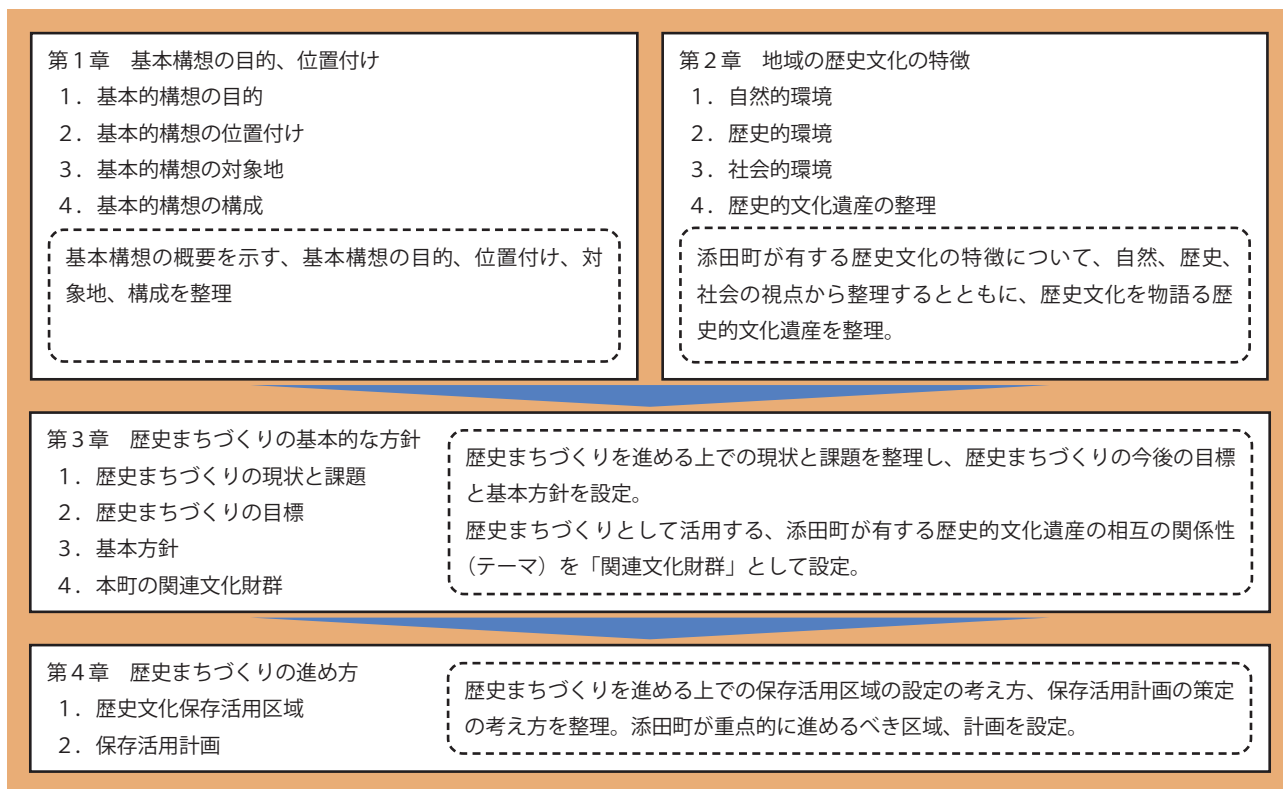 第1章　基本構想の目的、位置付け
1．基本的構想の目的
2．基本的構想の位置付け
3．基本的構想の対象地
4．基本的構想の構成
基本構想の概要を示す、基本構想の目的、位置付け、対
象地、構成を整理
第2章　地域の歴史文化の特徴
1．自然的環境
2．歴史的環境
3．社会的環境
4．歴史的文化遺産の整理
添田町が有する歴史文化の特徴について、自然、歴史、
社会の視点から整理するとともに、歴史文化を物語る歴
史的文化遺産を整理。
第3章　歴史まちづくりの基本的な方針
1．歴史まちづくりの現状と課題
2．歴史まちづくりの目標
3．基本方針
4．本町の関連文化財群
歴史まちづくりを進める上での現状と課題を整理し、歴史まちづくりの今後の目標
と基本方針を設定。
歴史まちづくりとして活用する、添田町が有する歴史的文化遺産の相互の関係性
（テーマ）を「関連文化財群」として設定。
第4章　歴史まちづくりの進め方
1．歴史文化保存活用区域
2．保存活用計画
歴史まちづくりを進める上での保存活用区域の設定の考え方、保存活用計画の策定
の考え方を整理。添田町が重点的に進めるべき区域、計画を設定。